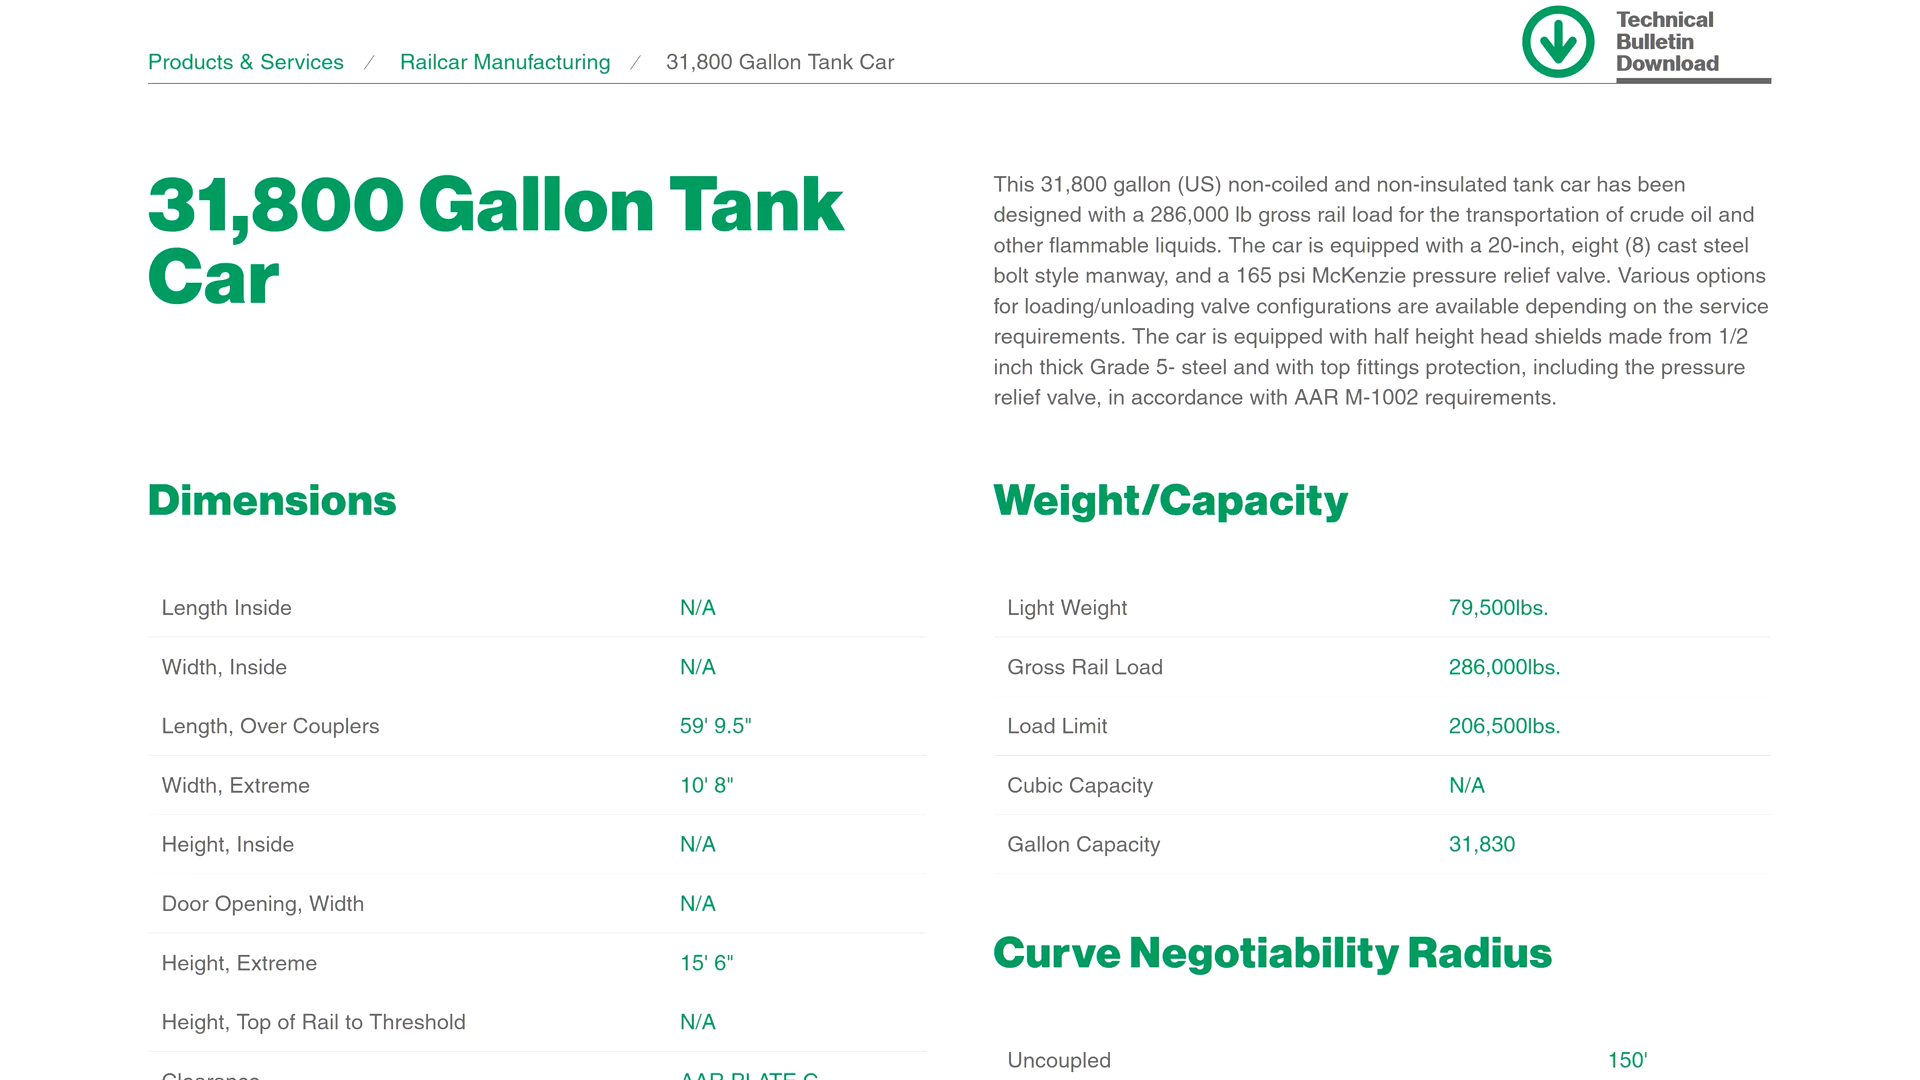 Products & Services / Railcar Manufacturing / 31,800 Gallon Tank Car
Technical
Bulletin
Download
31,800 Gallon Tank
Car
This 31,800 gallon (US) non-coiled and non-insulated tank car has been
designed with a 286,000 lb gross rail load for the transportation of crude oil and
other flammable liquids. The car is equipped with a 20-inch, eight (8) cast steel
bolt style manway, and a 165 psi McKenzie pressure relief valve. Various options
for loading/unloading valve configurations are available depending on the service
requirements. The car is equipped with half height head shields made from 1/2
inch thick Grade 5- steel and with top fittings protection, including the pressure
relief valve, in accordance with AAR M-1002 requirements.
Dimensions
Length Inside N/A
Width, Inside N/A
Length, Over Couplers 59' 9.5"
Width, Extreme 10' 8"
Height, Inside N/A
Door Opening, Width N/A
Height, Extreme 15' 6"
Height, Top of Rail to Threshold N/A
Clearance AAR PLATE C
Weight/Capacity
Light Weight 79,500lbs.
Gross Rail Load 286,000lbs.
Load Limit 206,500lbs.
Cubic Capacity N/A
Gallon Capacity 31,830
Curve Negotiability Radius
Uncoupled 150'